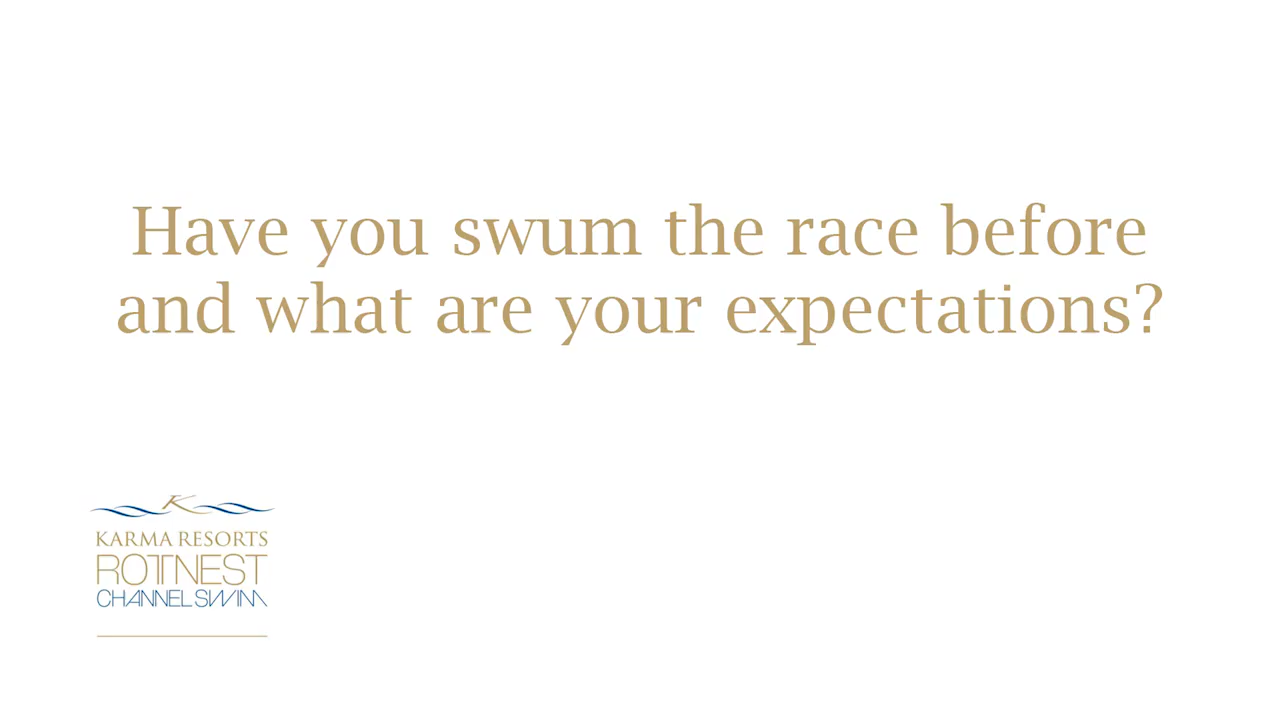 Have you swum the race before
and what are your expectations?
K
KARMA RESORTS
ROTTNEST
CHANNEL SWIM